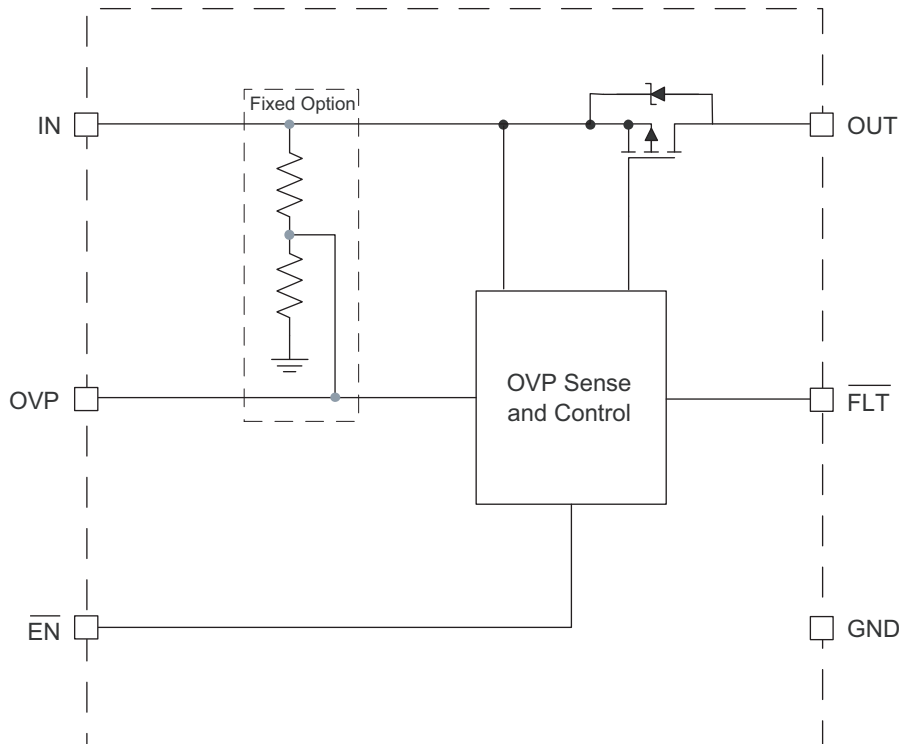 Fixed Option
IN
OUT
OVP
OVP Sense
and Control
FLT
EN
GND